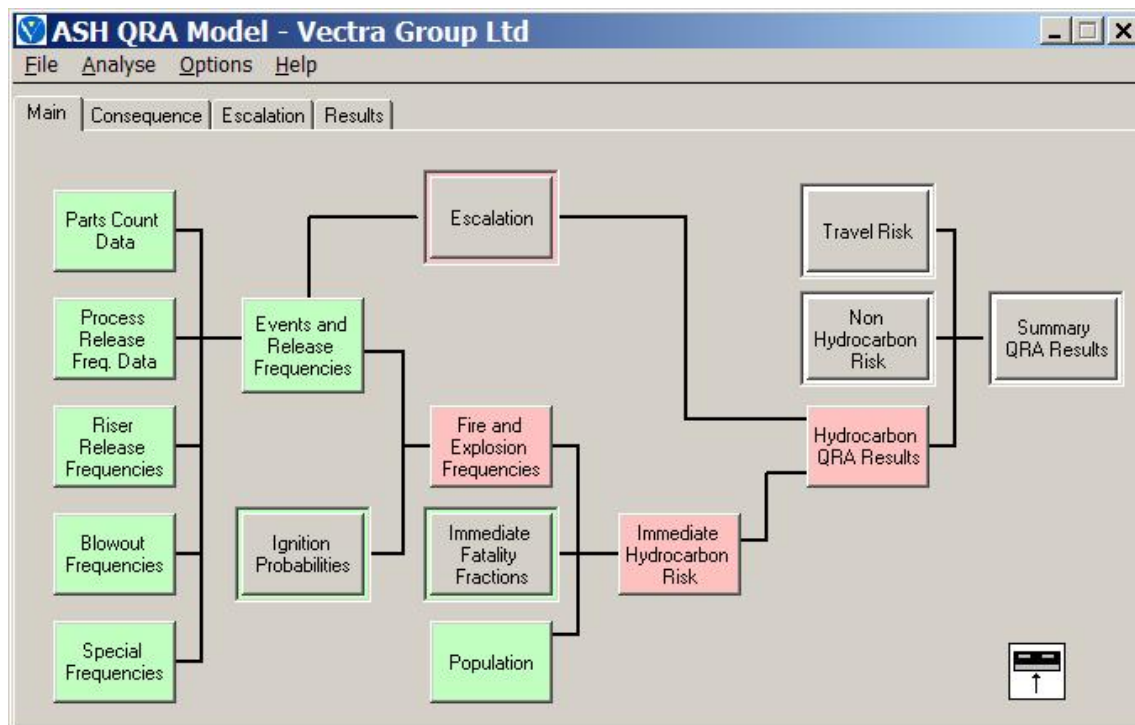 ASH QRA Model - Vectra Group Ltd
File Analyse Options Help
Main Consequence Escalation Results
Parts Count
Data
Process
Release
Freq. Data
Riser
Release
Frequencies
Blowout
Frequencies
Special
Frequencies
Events and
Release
Frequencies
Ignition
Probabilities
Escalation
Fire and
Explosion
Frequencies
Immediate
Fatality
Fractions
Population
Immediate
Hydrocarbon
Risk
Travel Risk
Non
Hydrocarbon
Risk
Hydrocarbon
QRA Results
Summary
QRA Results